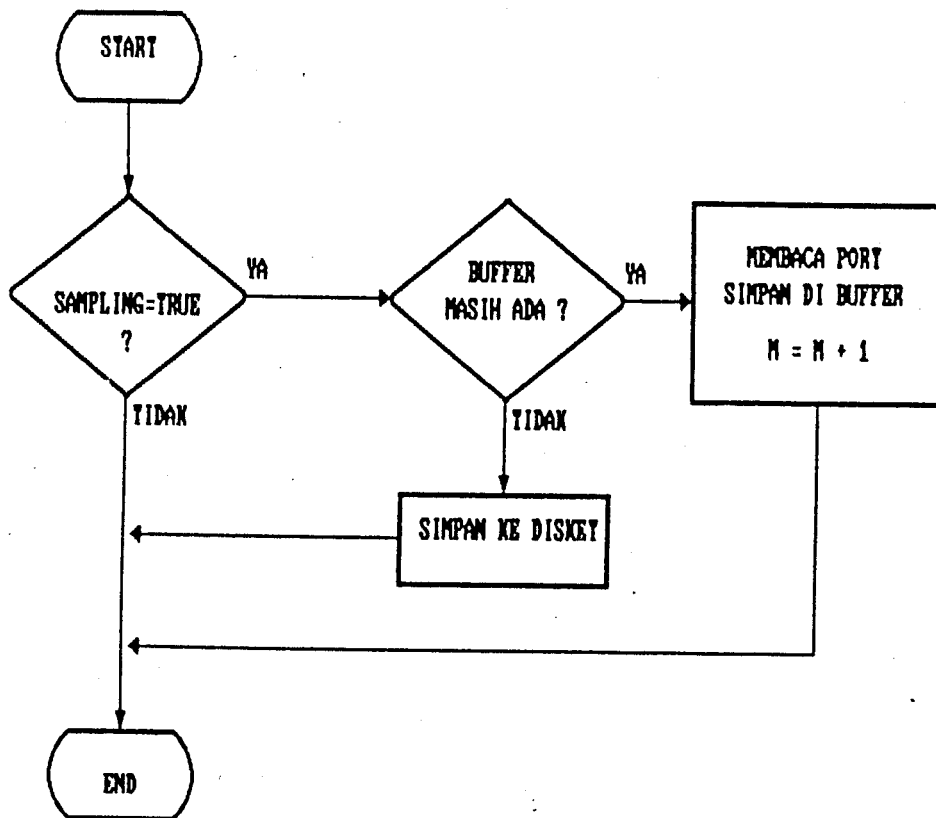 START
SAMPLING=TRUE
?
YA
BUFFER
MASIH ADA ?
YA
MEMBACA PORT
SIMPAN DI BUFFER
M = M + 1
TIDAK
TIDAK
SIMPAN KE DISKET
END